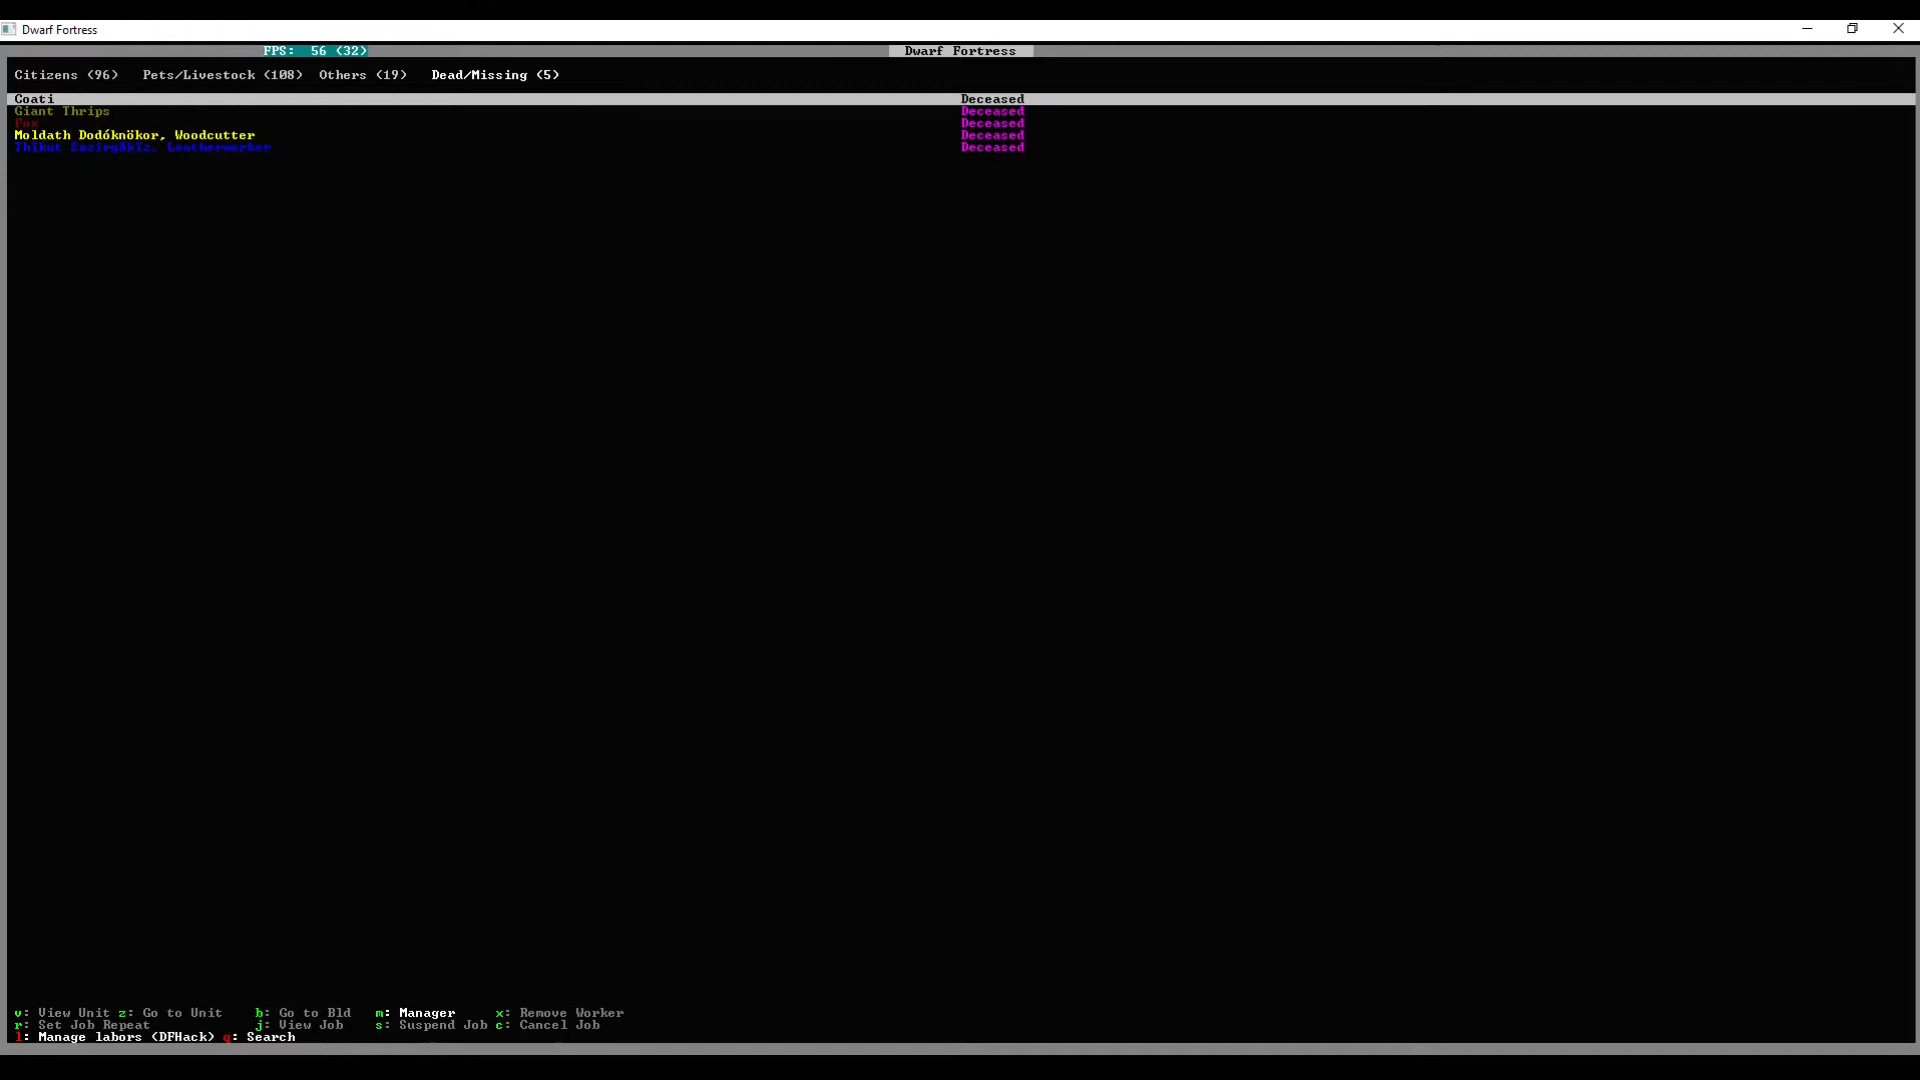 Dwarf Fortress
FPS: 56 (32) Dwarf Fortress
Citizens (96) Pets/Livestock (108) Others (19) Dead/Missing (5)
Coati Deceased
Giant Thrips Deceased
Fox Deceased
Moldath Dodóknökor, Woodcutter Deceased
Leatherworker Deceased
v: View Unit z: Go to Unit b: Go to Bld m: Manager x: Remove Worker
r: Set Job Repeat j: View Job s: Suspend Job c: Cancel Job
l: Manage labors (DFHack) q: Search